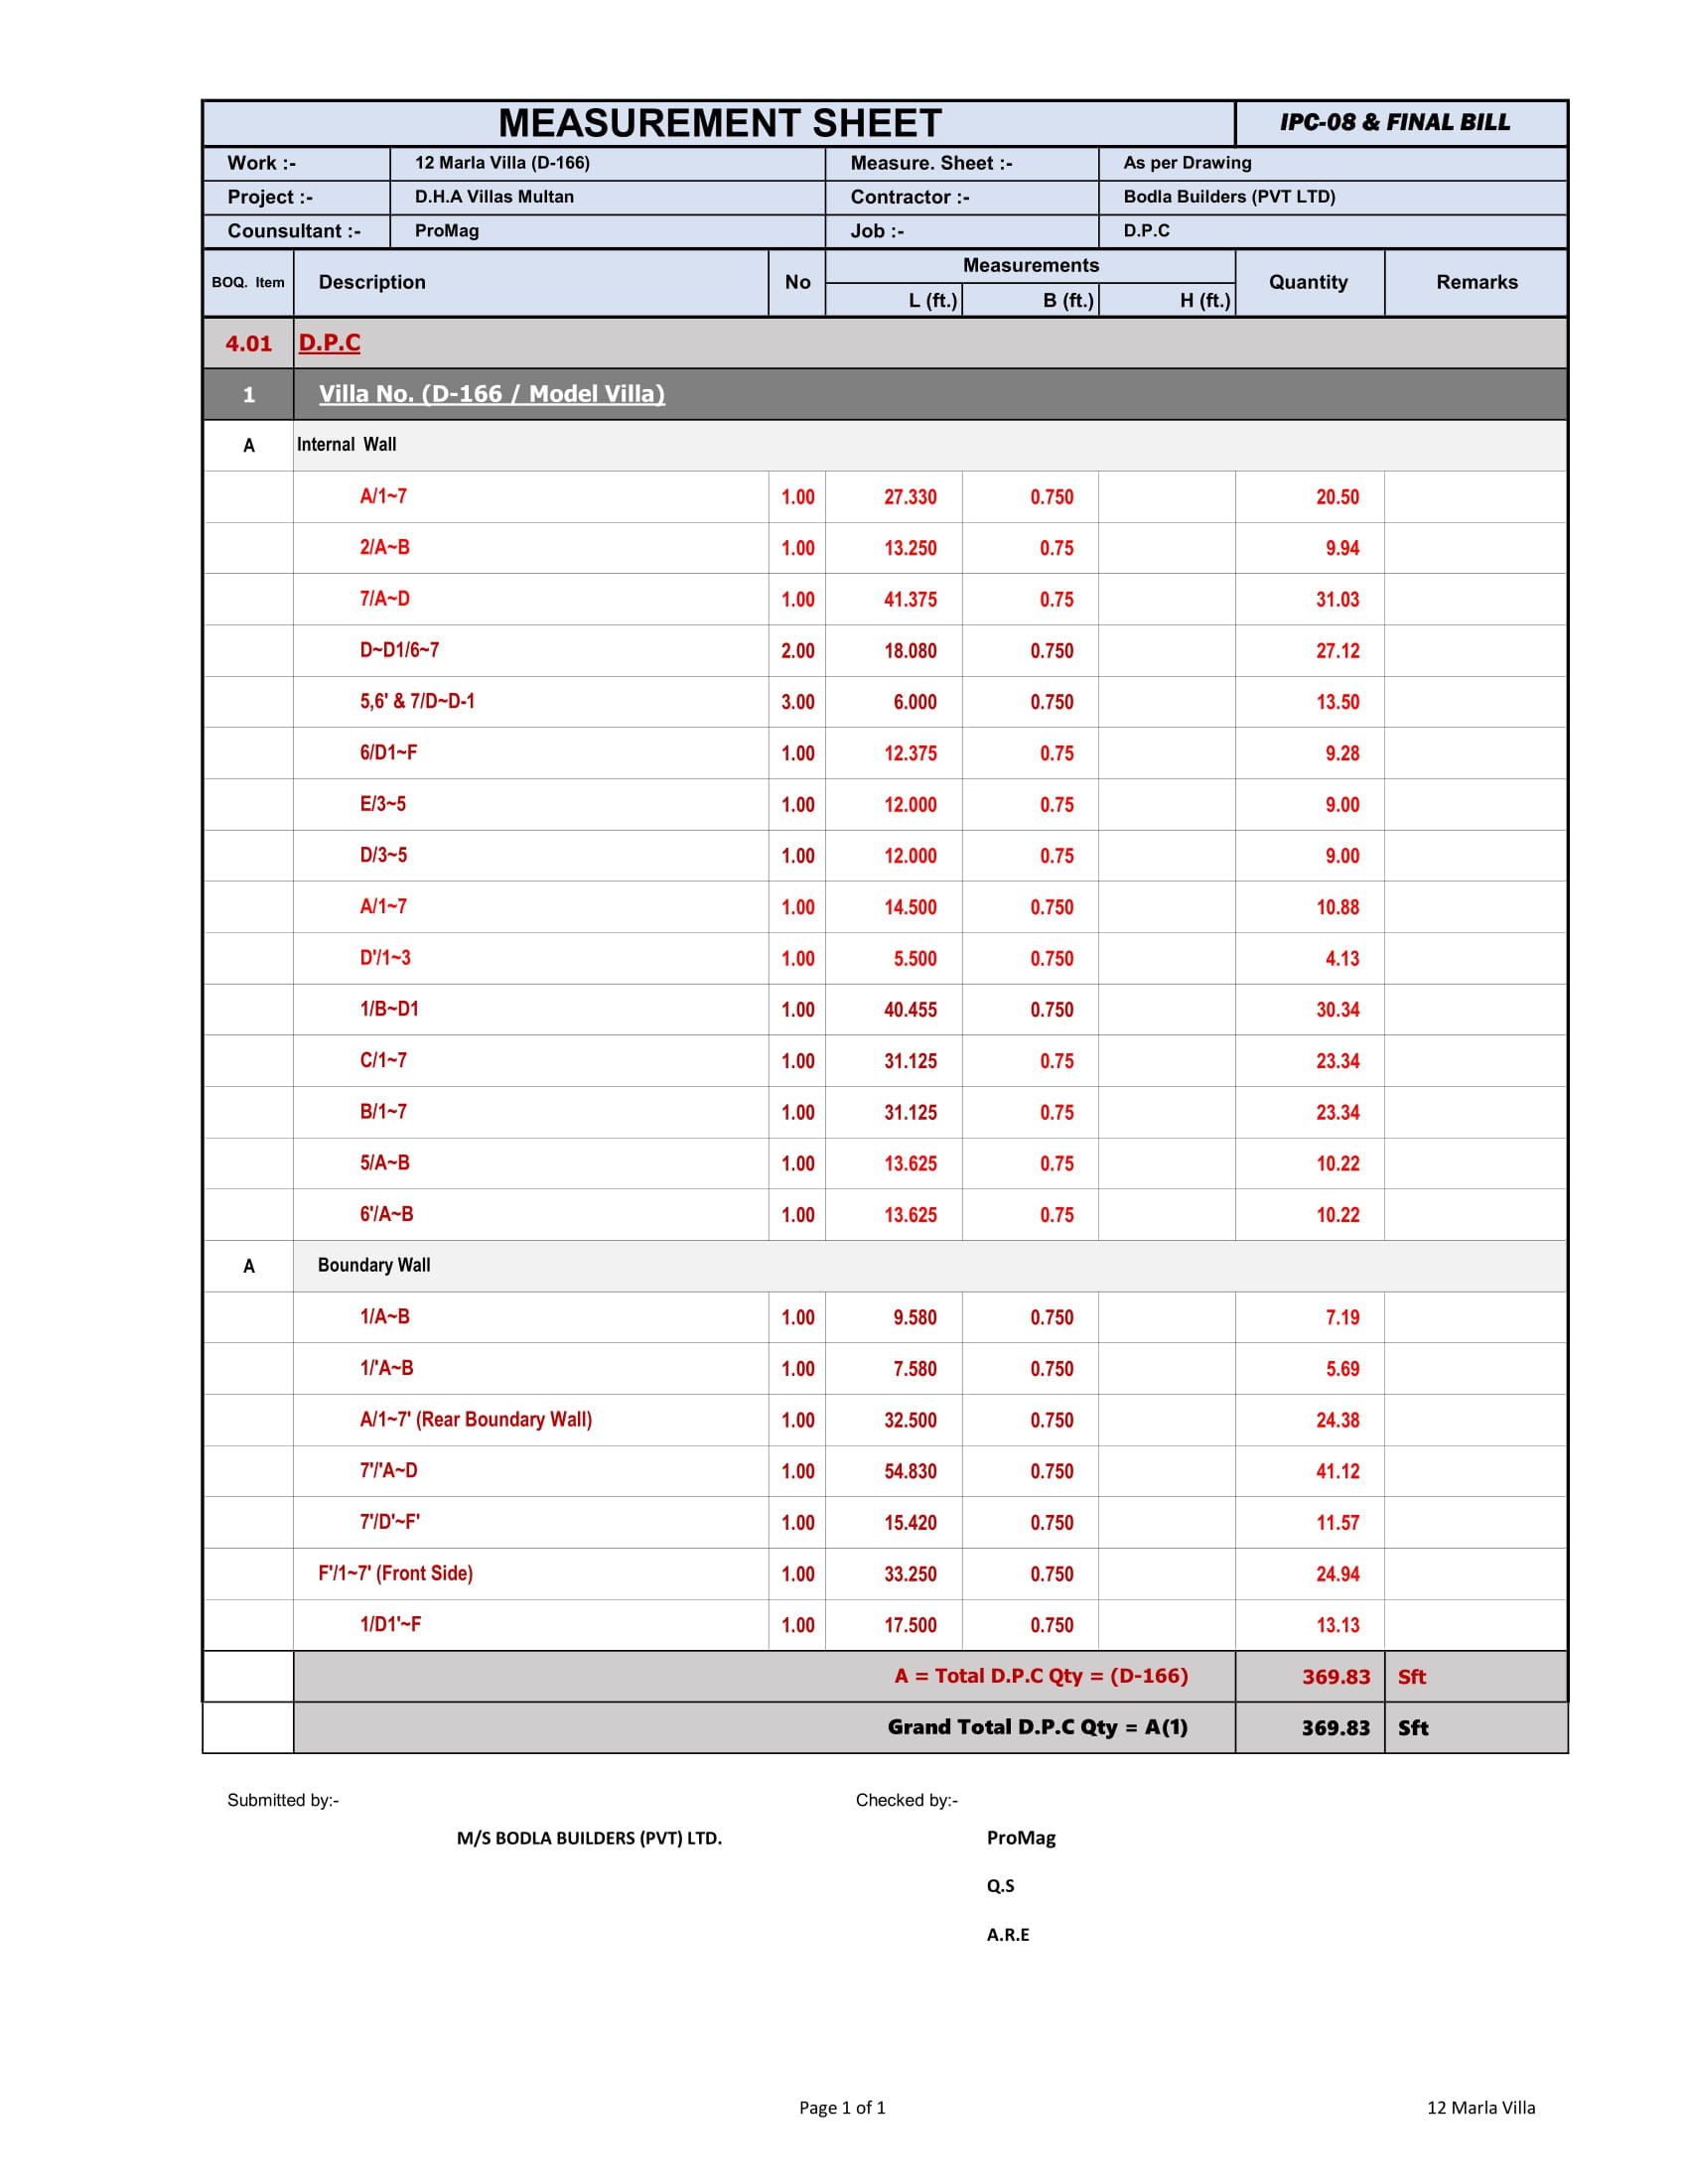 MEASUREMENT SHEET IPC-08 & FINAL BILL
Work :- 12 Marla Villa (D-166) Measure. Sheet :- As per Drawing
Project :- D.H.A Villas Multan Contractor :- Bodla Builders (PVT LTD)
Counsultant :- ProMag Job :- D.P.C
BOQ. Item Description No Measurements Quantity Remarks
L (ft.) B (ft.) H (ft.)
4.01 D.P.C
1 Villa No. (D-166 / Model Villa)
A Internal Wall
A/1~7 1.00 27.330 0.750 20.50
2/A~B 1.00 13.250 0.75 9.94
7/A~D 1.00 41.375 0.75 31.03
D~D1/6~7 2.00 18.080 0.750 27.12
5,6' & 7/D~D-1 3.00 6.000 0.750 13.50
6/D1~F 1.00 12.375 0.75 9.28
E/3~5 1.00 12.000 0.75 9.00
D/3~5 1.00 12.000 0.75 9.00
A/1~7 1.00 14.500 0.750 10.88
D'/1~3 1.00 5.500 0.750 4.13
1/B~D1 1.00 40.455 0.750 30.34
C/1~7 1.00 31.125 0.75 23.34
B/1~7 1.00 31.125 0.75 23.34
5/A~B 1.00 13.625 0.75 10.22
6'/A~B 1.00 13.625 0.75 10.22
A Boundary Wall
1/A~B 1.00 9.580 0.750 7.19
1/'A~B 1.00 7.580 0.750 5.69
A/1~7' (Rear Boundary Wall) 1.00 32.500 0.750 24.38
7'/'A~D 1.00 54.830 0.750 41.12
7'/D'~F' 1.00 15.420 0.750 11.57
F'/1~7' (Front Side) 1.00 33.250 0.750 24.94
1/D1'~F 1.00 17.500 0.750 13.13
A = Total D.P.C Qty = (D-166) 369.83 Sft
Grand Total D.P.C Qty = A(1) 369.83 Sft
Submitted by:- Checked by:-
M/S BODLA BUILDERS (PVT) LTD. ProMag
Q.S
A.R.E
Page 1 of 1 12 Marla Villa